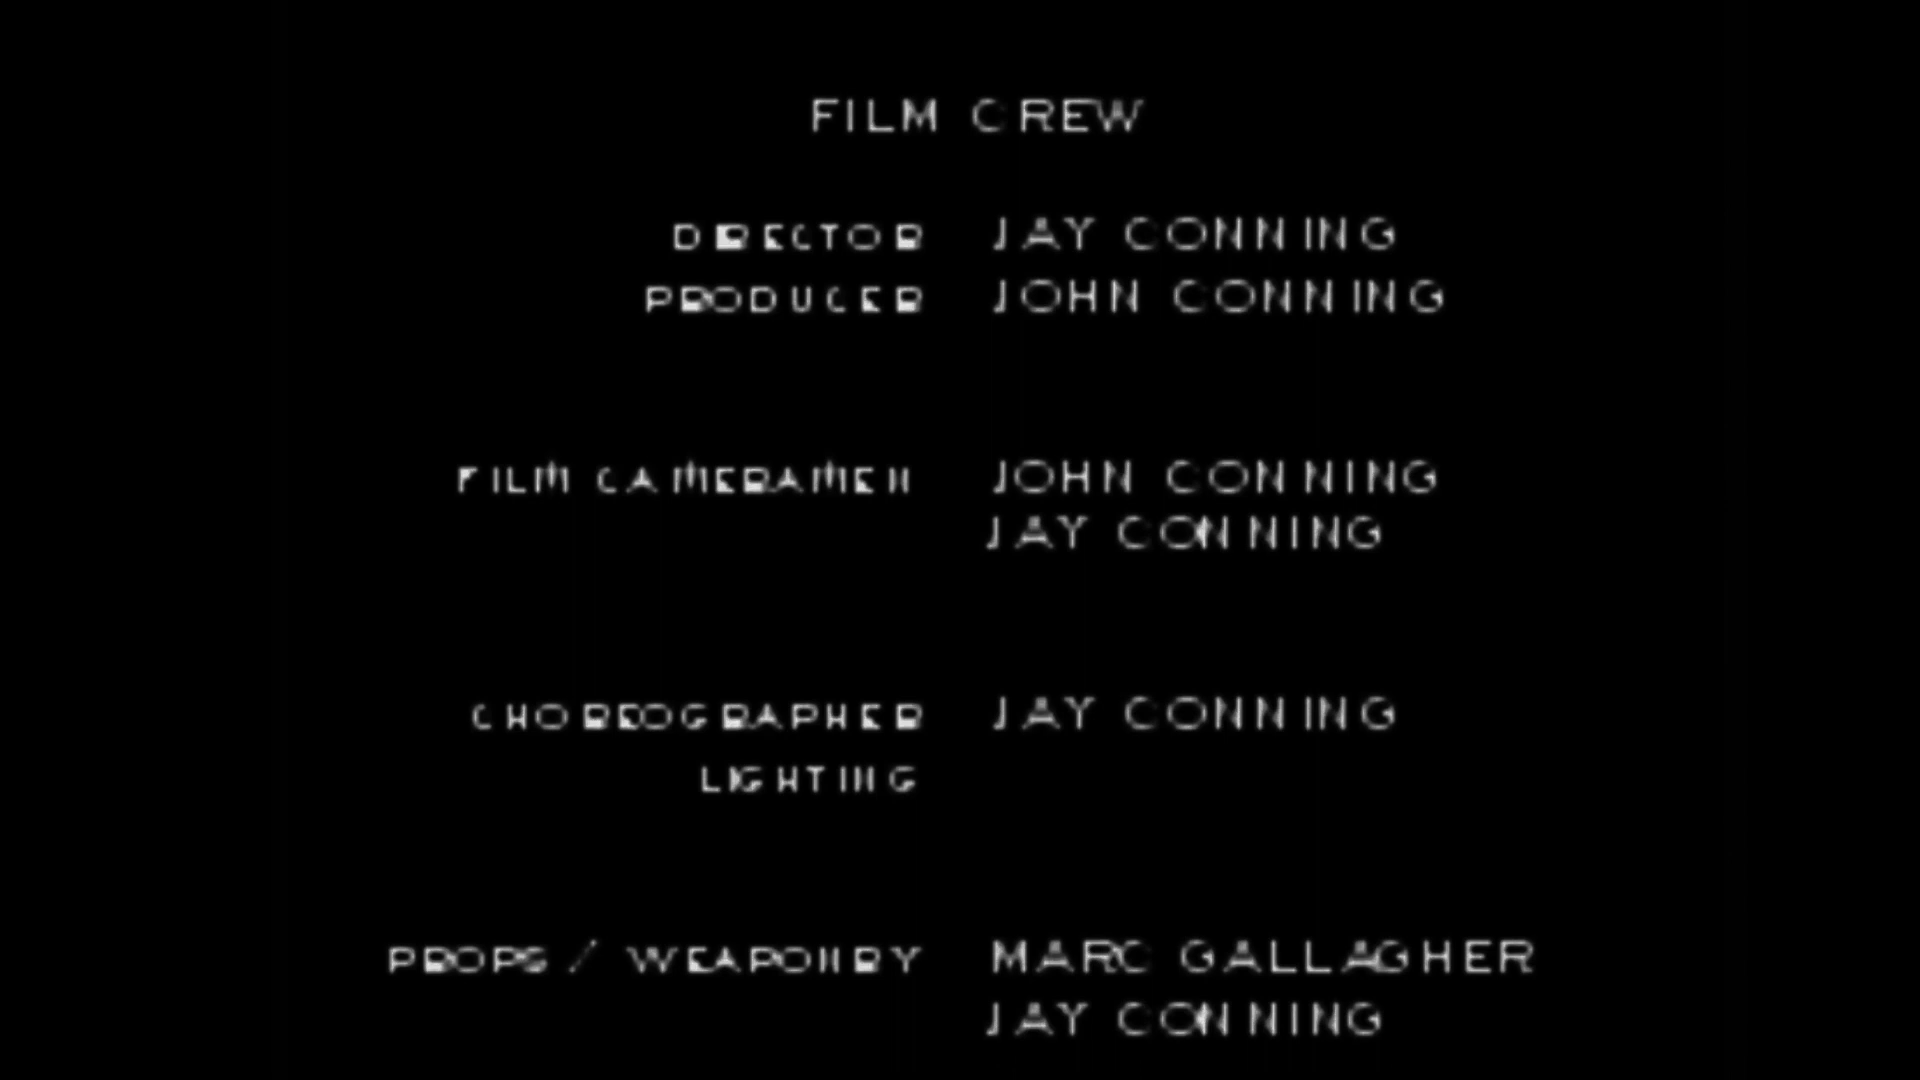 FILM CREW
DIRECTOR JAY CONNING
PRODUCER JOHN CONNING
FILM CAMERAMEN JOHN CONNING
JAY CONNING
CHOREOGRAPHER JAY CONNING
LIGHTING
PROPS / WEAPONRY MARC GALLAGHER
JAY CONNING